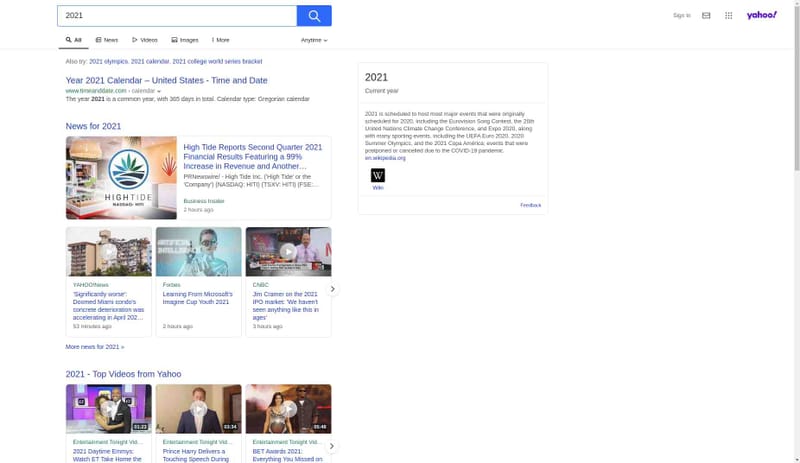 2021
Sign In
yahoo!
All
News
Videos
Images
More
Anytime
Also try: 2021 olympics, 2021 calendar, 2021 college world series bracket
Year 2021 Calendar – United States - Time and Date
www.timeanddate.com › calendar
The year 2021 is a common year, with 365 days in total. Calendar type: Gregorian calendar
News for 2021
HIGHTIDE
NASDAQ: HITI
High Tide Reports Second Quarter 2021
Financial Results Featuring a 99%
Increase in Revenue and Another…
PRNewswire/ - High Tide Inc. ('High Tide' or the
'Company') (NASDAQ: HITI) (TSXV: HITI) (FSE:…
Business Insider
2 hours ago
YAHOO!News
'Significantly worse':
Doomed Miami condo's
concrete deterioration was
accelerating in April 202…
53 minutes ago
Forbes
Learning From Microsoft's
Imagine Cup Youth 2021
2 hours ago
CNBC
Jim Cramer on the 2021
IPO market: 'We haven't
seen anything like this in
ages'
3 hours ago
More news for 2021 »
2021 - Top Videos from Yahoo
01:23
Entertainment Tonight Vid…
2021 Daytime Emmys:
Watch ET Take Home the
03:34
Entertainment Tonight Vid…
Prince Harry Delivers a
Touching Speech During
05:49
Entertainment Tonight Vid…
BET Awards 2021:
Everything You Missed on
2021
Current year
2021 is scheduled to host most major events that were originally
scheduled for 2020, including the Eurovision Song Contest, the 26th
United Nations Climate Change Conference, and Expo 2020, along
with many sporting events, including the UEFA Euro 2020, 2020
Summer Olympics, and the 2021 Copa América; events that were
postponed or canceled due to the COVID-19 pandemic.
en.wikipedia.org
W
Wiki
Feedback